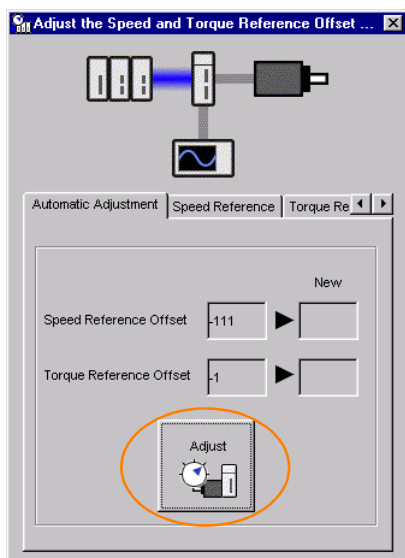 Adjust the Speed and Torque Reference Offset ...
Automatic Adjustment Speed Reference Torque Re
New
Speed Reference Offset -111
Torque Reference Offset -1
Adjust